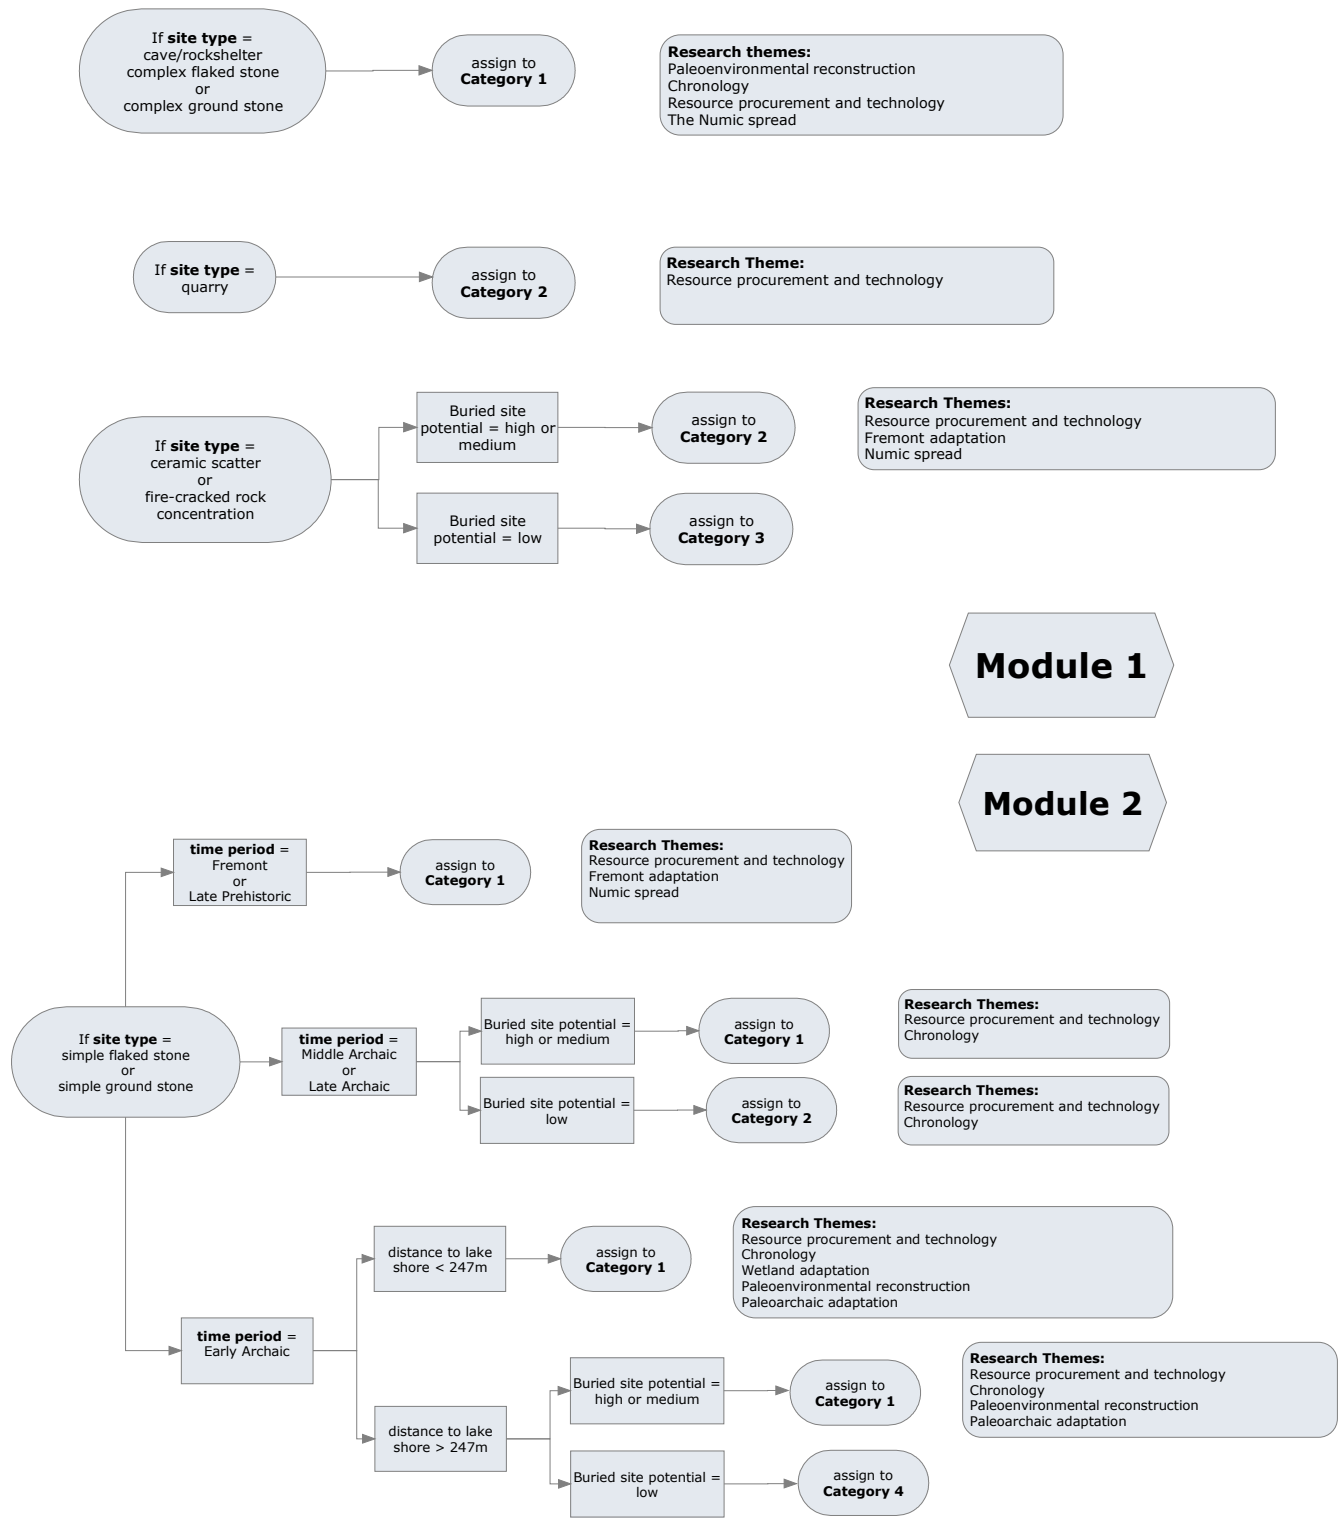 If site type =
cave/rockshelter
complex flaked stone
or
complex ground stone
assign to
Category 1
Research themes:
Paleoenvironmental reconstruction
Chronology
Resource procurement and technology
The Numic spread
If site type =
quarry
assign to
Category 2
Research Theme:
Resource procurement and technology
If site type =
ceramic scatter
or
fire-cracked rock
concentration
Buried site
potential = high or
medium
assign to
Category 2
Research Themes:
Resource procurement and technology
Fremont adaptation
Numic spread
Buried site
potential = low
assign to
Category 3
Module 1
Module 2
time period =
Fremont
or
Late Prehistoric
assign to
Category 1
Research Themes:
Resource procurement and technology
Fremont adaptation
Numic spread
If site type =
simple flaked stone
or
simple ground stone
time period =
Middle Archaic
or
Late Archaic
Buried site potential =
high or medium
assign to
Category 1
Research Themes:
Resource procurement and technology
Chronology
Buried site potential =
low
assign to
Category 2
Research Themes:
Resource procurement and technology
Chronology
time period =
Early Archaic
distance to lake
shore < 247m
assign to
Category 1
Research Themes:
Resource procurement and technology
Chronology
Wetland adaptation
Paleoenvironmental reconstruction
Paleoarchaic adaptation
distance to lake
shore > 247m
Buried site potential =
high or medium
assign to
Category 1
Research Themes:
Resource procurement and technology
Chronology
Paleoenvironmental reconstruction
Paleoarchaic adaptation
Buried site potential =
low
assign to
Category 4